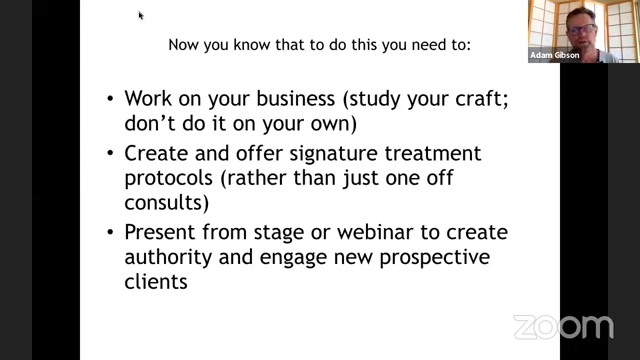 Now you know that to do this you need to:
Adam Gibson
• Work on your business (study your craft;
don't do it on your own)
• Create and offer signature treatment
protocols (rather than just one off
consults)
• Present from stage or webinar to create
authority and engage new prospective
clients
zoom